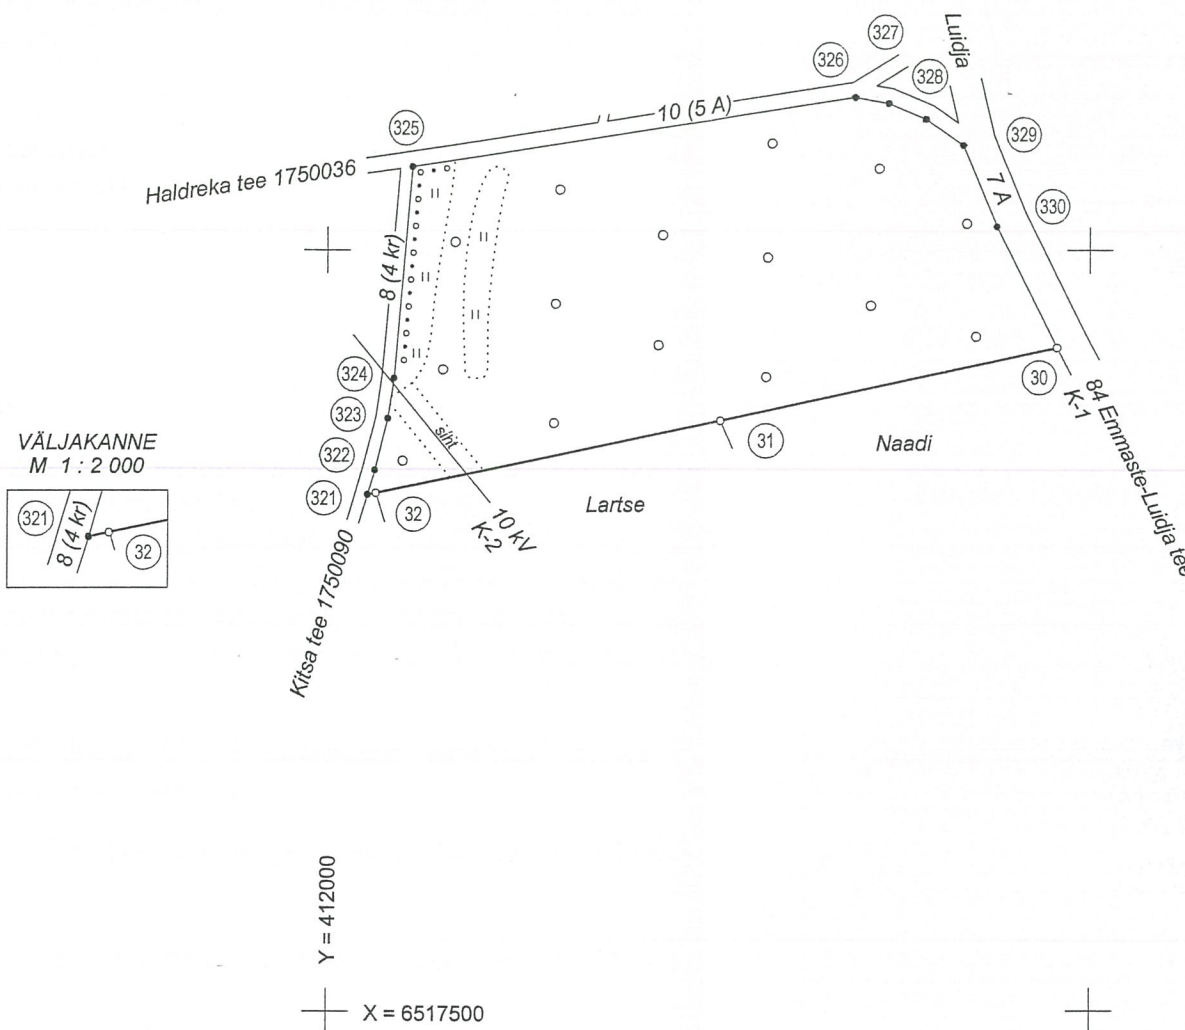 327
Luidja
326
328
10 (5 A)
325
329
Haldreka tee 1750036
7 A
330
8 (4 kr)
324
30
K-1
84 Emmaste-Luidja tee
323
siht
31
Naadi
VÄLJAKANNE
M 1 : 2 000
322
321
32
Lartse
10 kV
K-2
321
8 (4 kr)
32
Kitsa tee 1750090
Y = 412000
X = 6517500